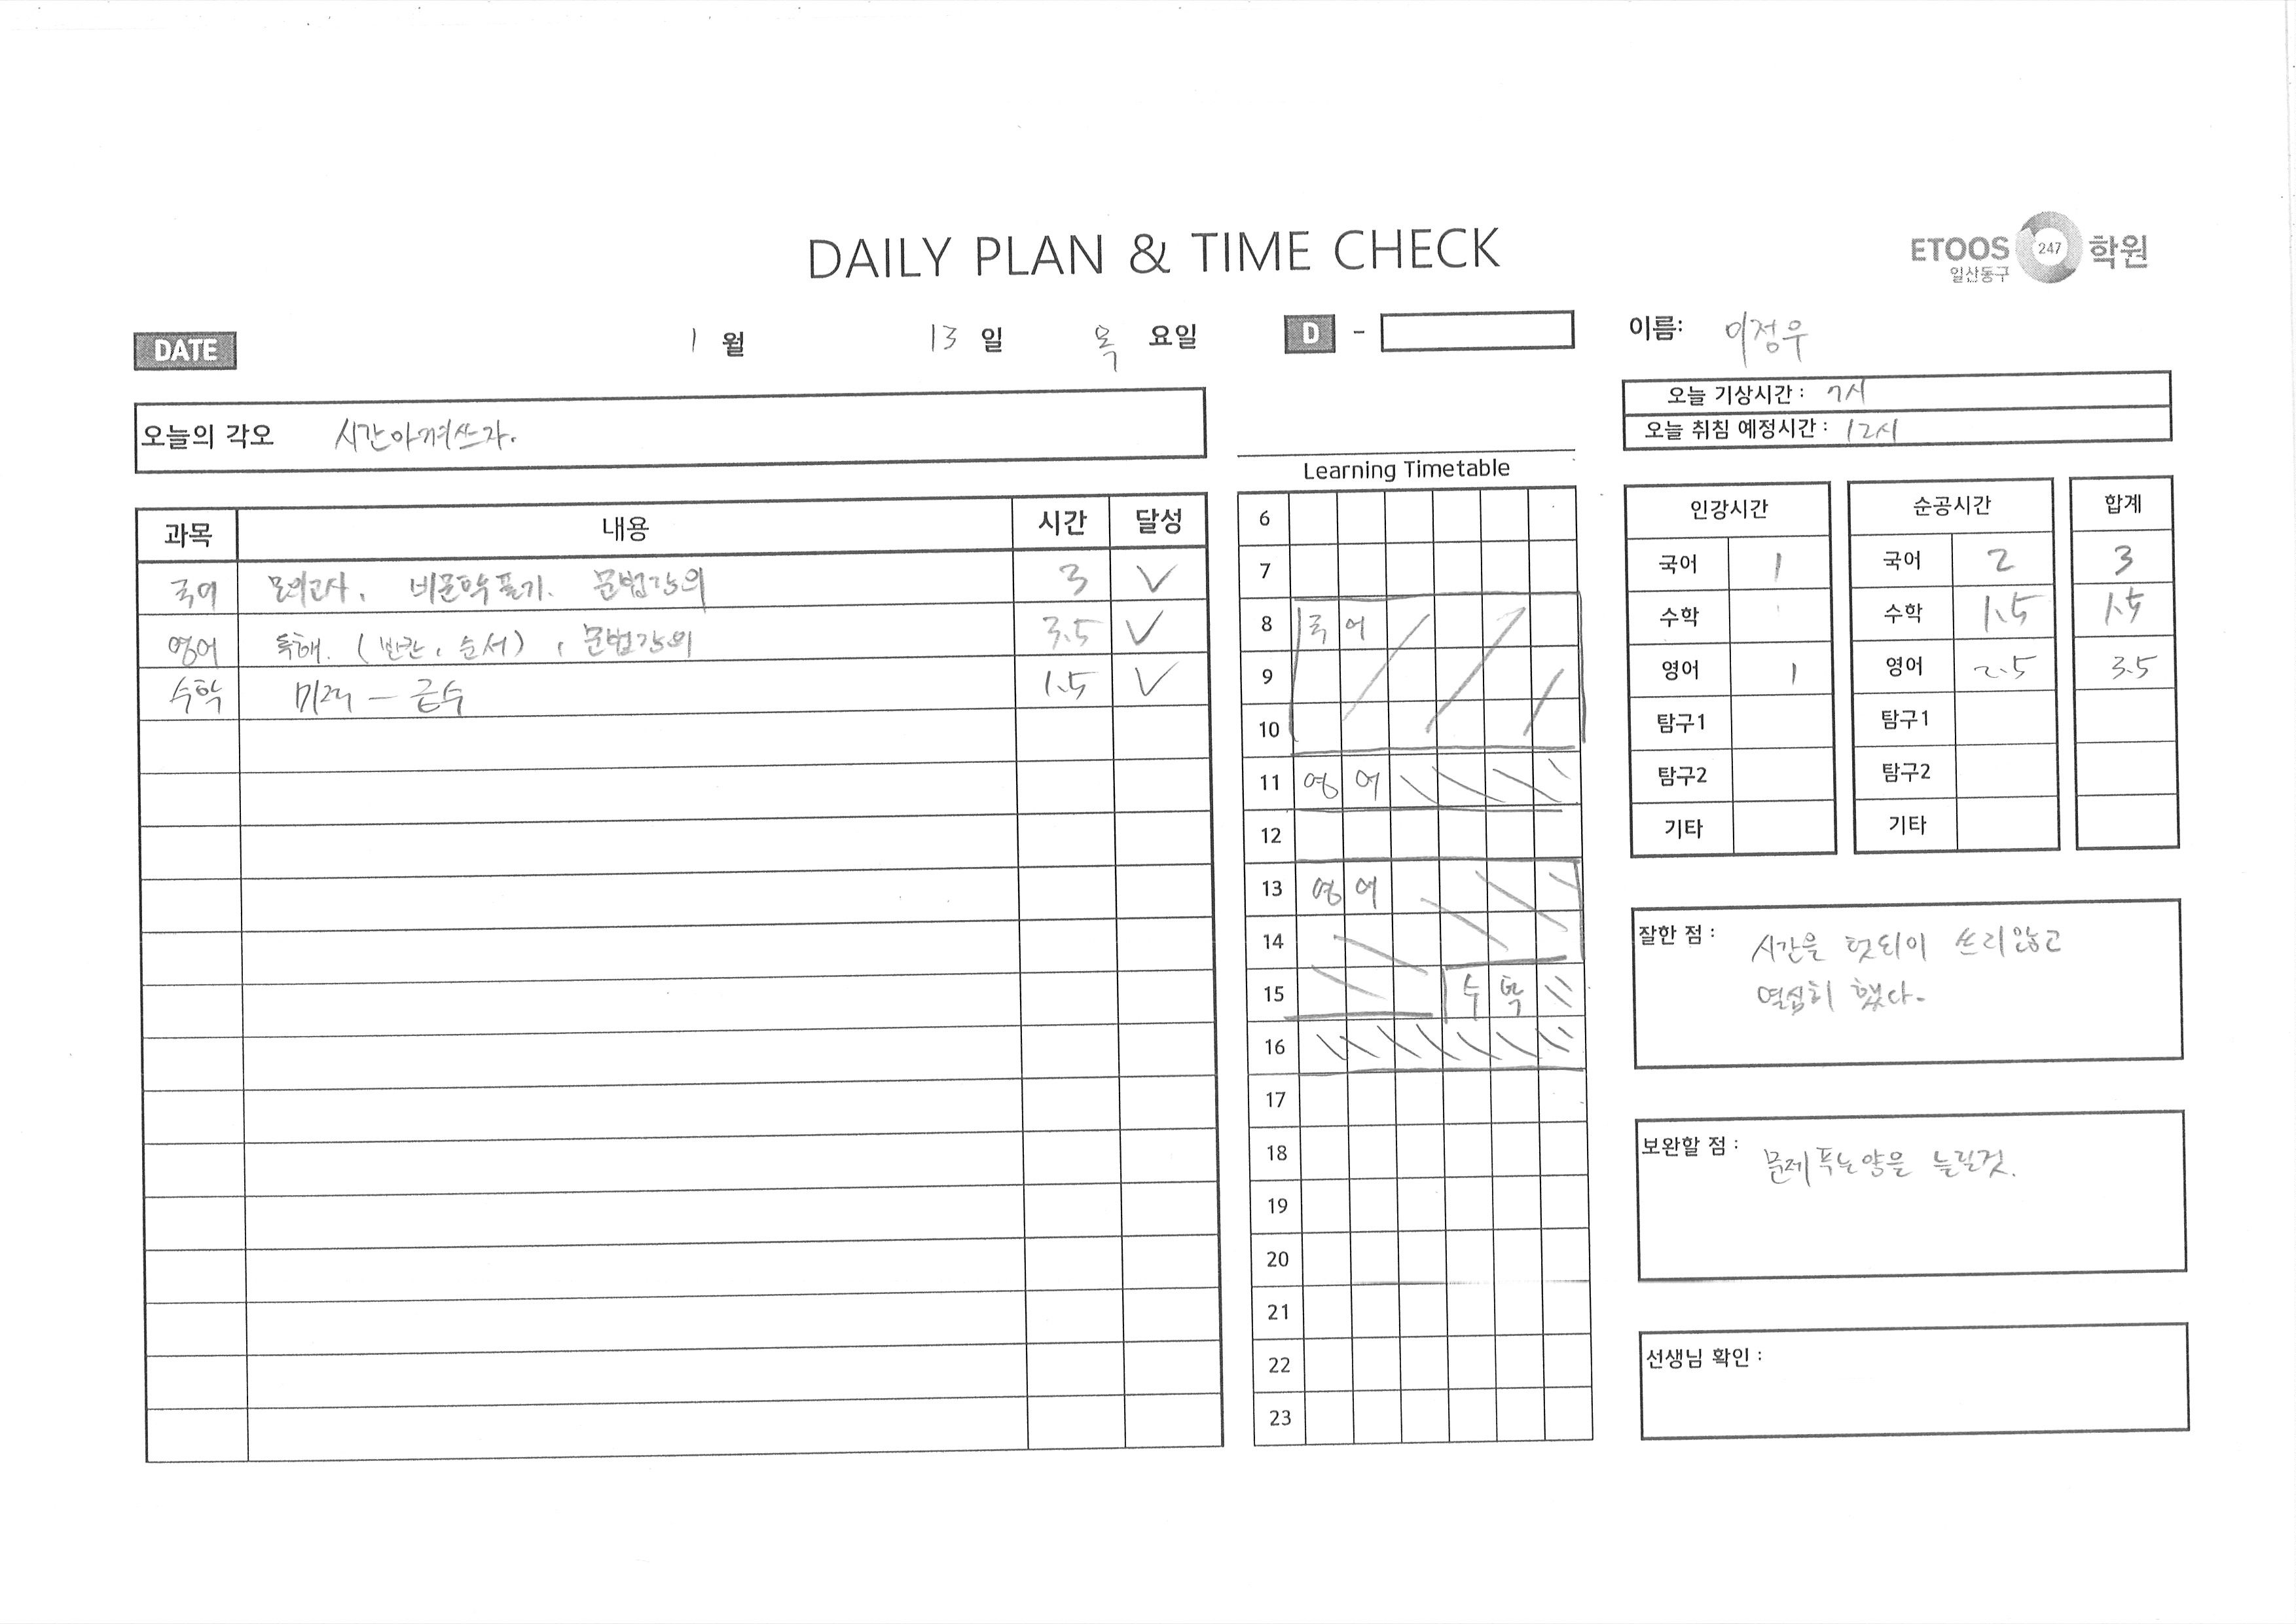 DAILY PLAN & TIME CHECK
ETOOS 247 학원
일산동구
DATE 1 월 13 일 목 요일 D -
이름: 이정우
오늘의 각오 시간아껴쓰자.
오늘 기상시간 : 7시
오늘 취침 예정시간 : 12시
과목 내용 시간 달성
국어 모의고사, 비문학풀기. 문법강의 3 ✓
영어 독해. (빈칸, 순서), 문법강의 3.5 ✓
수학 미적 — 급수 1.5 ✓
Learning Timetable
6
7
8 국어
9
10
11 영어
12
13 영어
14
15 수학
16
17
18
19
20
21
22
23
인강시간 순공시간 합계
국어 1 국어 2 3
수학 수학 1.5 1.5
영어 1 영어 2.5 3.5
탐구1 탐구1
탐구2 탐구2
기타 기타
잘한 점 : 시간을 헛되이 쓰지않고
열심히 했다.
보완할 점 : 문제푸는양을 늘릴것.
선생님 확인 :